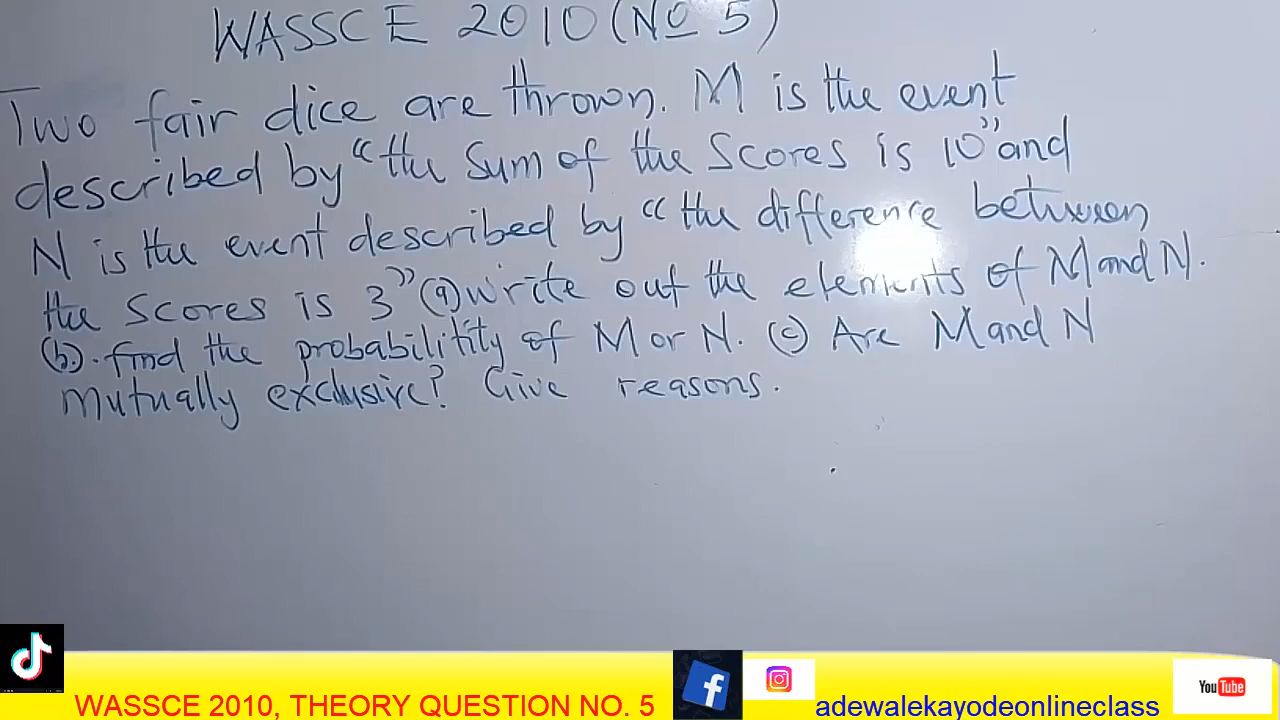 WASSCE 2010 (No 5)
Two fair dice are thrown. M is the event
described by "the Sum of the Scores is 10" and
N is the event described by "the difference between
the Scores is 3" (a) Write out the elements of M and N.
(b). find the probabilitity of M or N. (c) Are M and N
mutually exclusive? Give reasons.
WASSCE 2010, THEORY QUESTION NO. 5
adewalekayodeonlineclass
YouTube